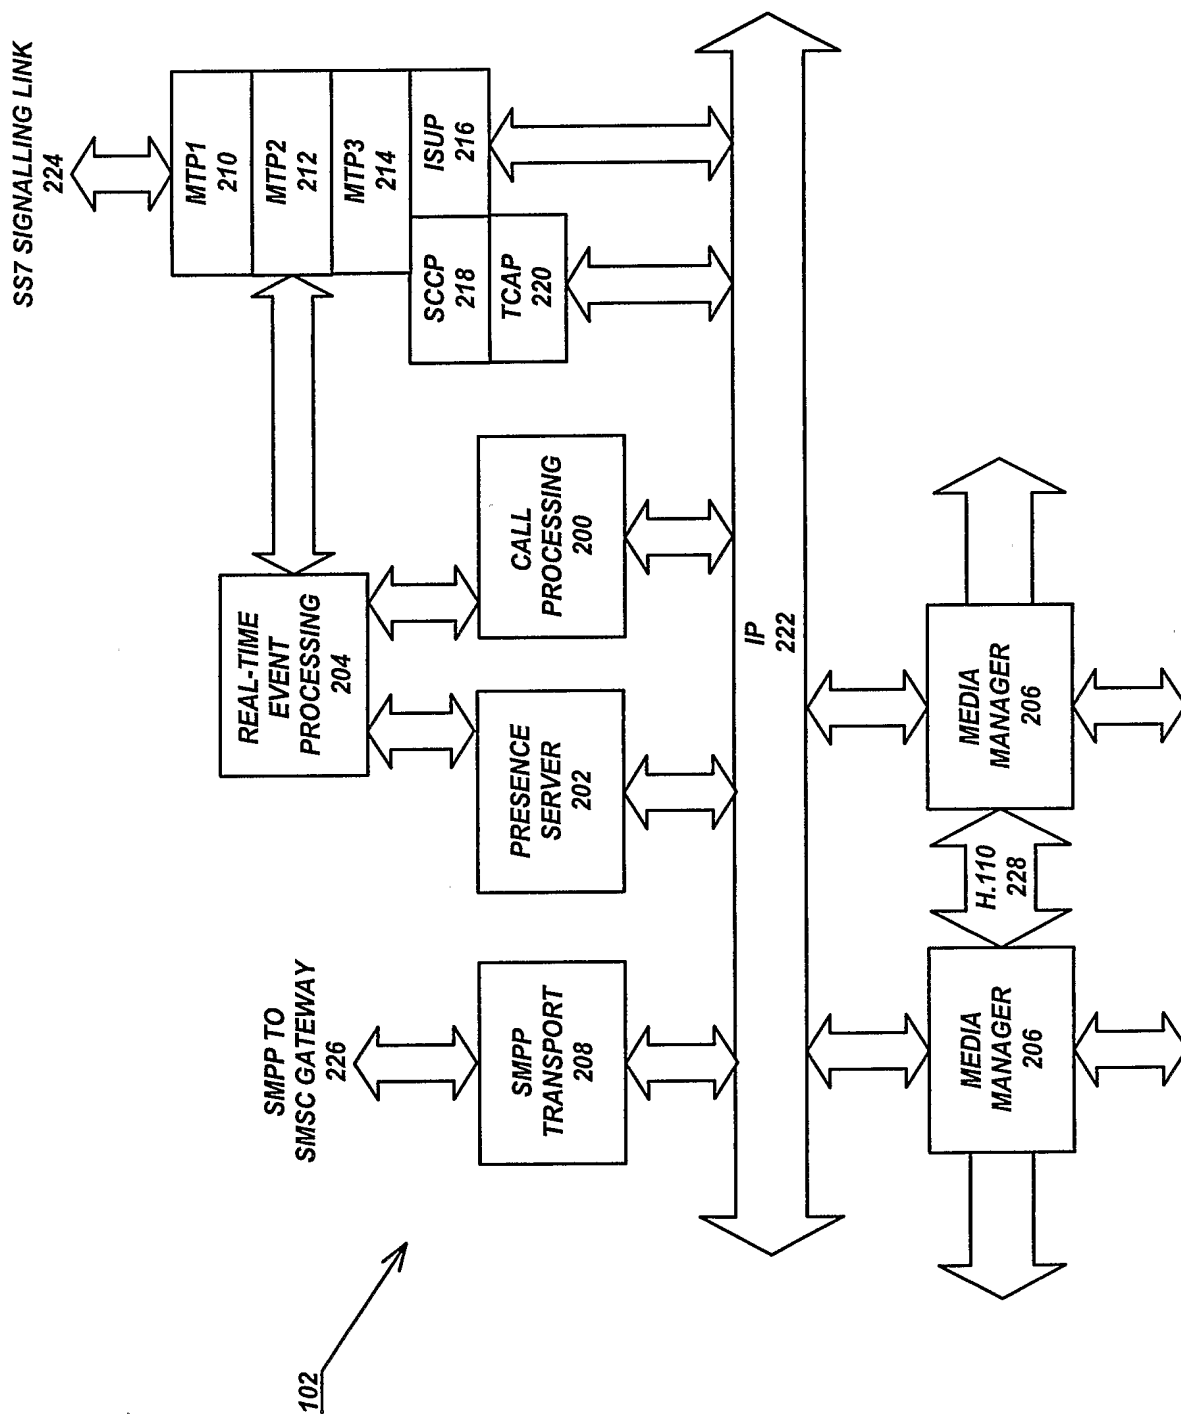 SS7 SIGNALLING LINK
224
MTP1
210
MTP2
212
MTP3
214
ISUP
216
SCCP
218
TCAP
220
REAL-TIME
EVENT
PROCESSING
204
CALL
PROCESSING
200
PRESENCE
SERVER
202
SMPP TO
SMSC GATEWAY
226
SMPP
TRANSPORT
208
IP
222
MEDIA
MANAGER
206
H.110
228
MEDIA
MANAGER
206
102